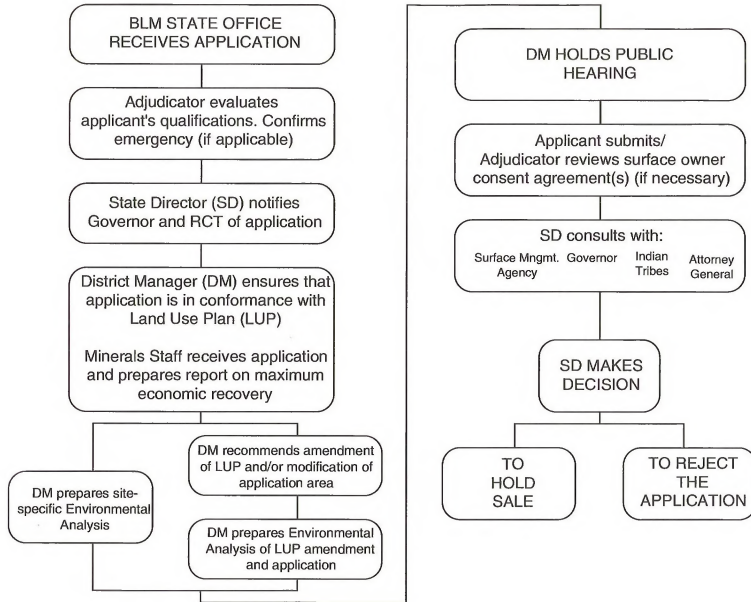 BLM STATE OFFICE
RECEIVES APPLICATION
Adjudicator evaluates
applicant's qualifications. Confirms
emergency (if applicable)
State Director (SD) notifies
Governor and RCT of application
District Manager (DM) ensures that
application is in conformance with
Land Use Plan (LUP)
Minerals Staff receives application
and prepares report on maximum
economic recovery
DM prepares site-
specific Environmental
Analysis
DM recommends amendment
of LUP and/or modification of
application area
DM prepares Environmental
Analysis of LUP amendment
and application
DM HOLDS PUBLIC
HEARING
Applicant submits/
Adjudicator reviews surface owner
consent agreement(s) (if necessary)
SD consults with:
Surface Mngmt.
Agency
Governor
Indian
Tribes
Attorney
General
SD MAKES
DECISION
TO
HOLD
SALE
TO REJECT
THE
APPLICATION